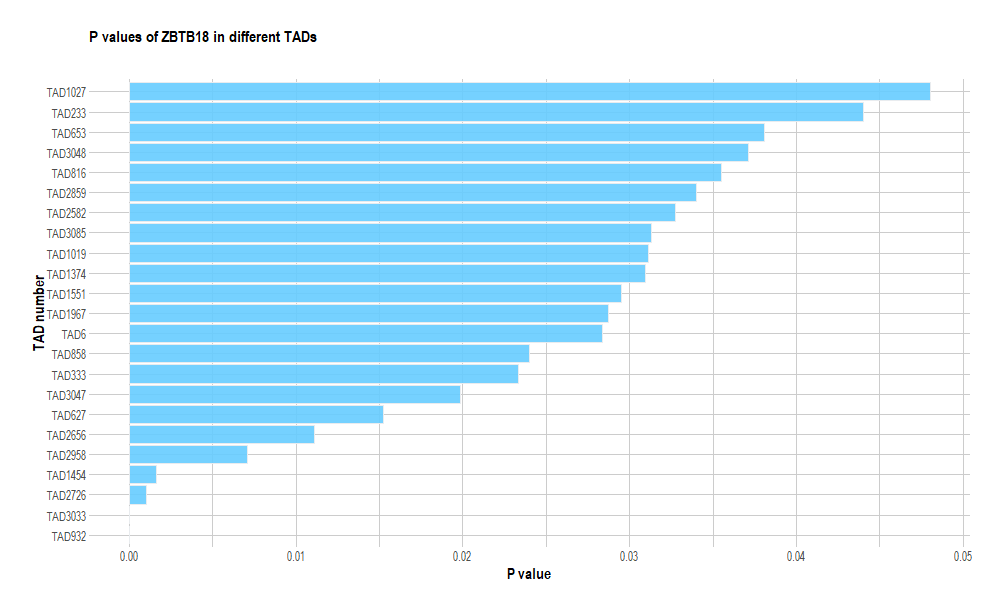 P values of ZBTB18 in different TADs
TAD number
TAD1027
TAD233
TAD653
TAD3048
TAD816
TAD2859
TAD2582
TAD3085
TAD1019
TAD1374
TAD1551
TAD1967
TAD6
TAD858
TAD333
TAD3047
TAD627
TAD2656
TAD2958
TAD1454
TAD2726
TAD3033
TAD932
0.00 0.01 0.02 0.03 0.04 0.05
P value